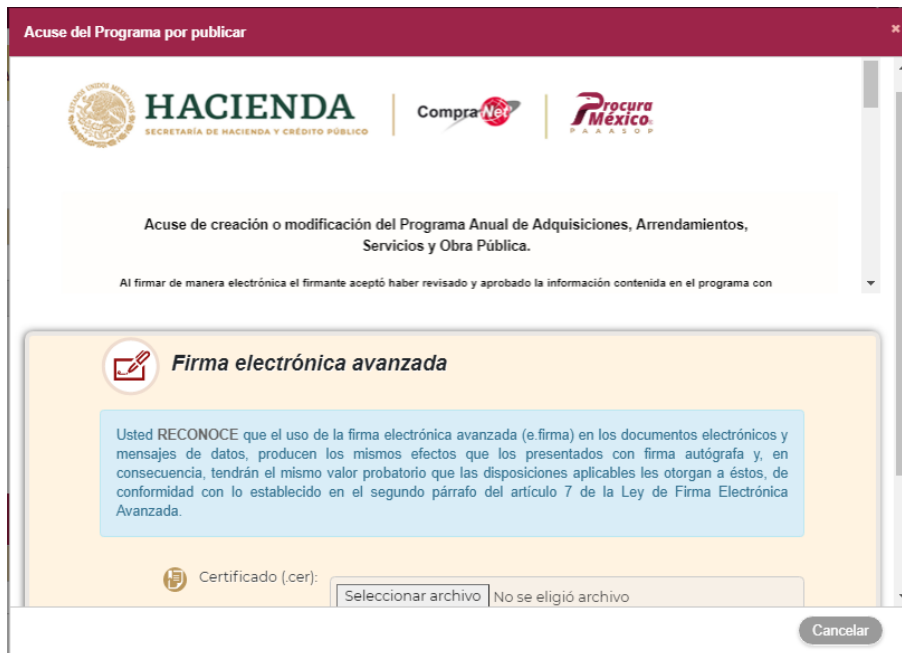 Acuse del Programa por publicar
×
ESTADOS UNIDOS MEXICANOS
HACIENDA
SECRETARÍA DE HACIENDA Y CRÉDITO PÚBLICO
CompraNet
Procura
México
PAAASOP
Acuse de creación o modificación del Programa Anual de Adquisiciones, Arrendamientos,
Servicios y Obra Pública.
Al firmar de manera electrónica el firmante aceptó haber revisado y aprobado la información contenida en el programa con
Firma electrónica avanzada
Usted RECONOCE que el uso de la firma electrónica avanzada (e.firma) en los documentos electrónicos y
mensajes de datos, producen los mismos efectos que los presentados con firma autógrafa y, en
consecuencia, tendrán el mismo valor probatorio que las disposiciones aplicables les otorgan a éstos, de
conformidad con lo establecido en el segundo párrafo del artículo 7 de la Ley de Firma Electrónica
Avanzada.
Certificado (.cer):
Seleccionar archivo No se eligió archivo
Cancelar